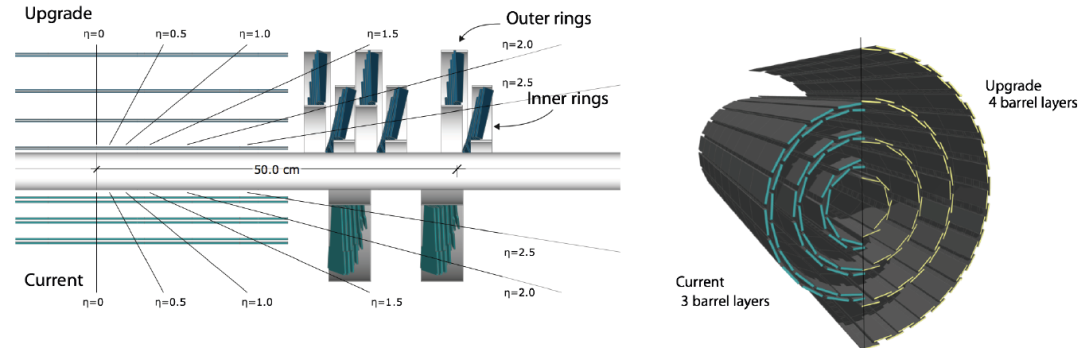 Upgrade
Outer rings
η=0
η=0.5
η=1.0
η=1.5
η=2.0
η=2.5
Inner rings
50.0 cm
η=2.5
η=2.0
Current
η=0
η=0.5
η=1.0
η=1.5
Upgrade
4 barrel layers
Current
3 barrel layers